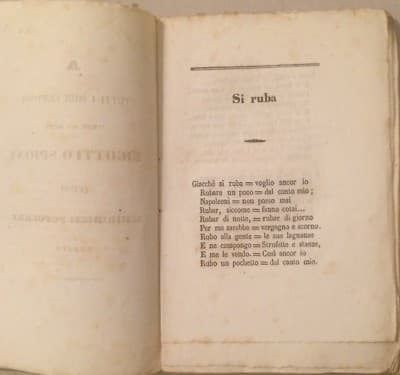 Si ruba
Giacchè si ruba = voglio ancor io
Rubare un poco = dal canto mio;
Napoleoni = non posso mai
Rubar, siccome = fanno cotai...
Rubar di notte, = rubar di giorno
Per me sarebbe = vergogna e scorno.
Rubo alla gente = le sue lagnanze
E ne compongo = Strofette e stanze,
E me le vendo. = Così ancor io
Rubo un pochetto = dal canto mio.